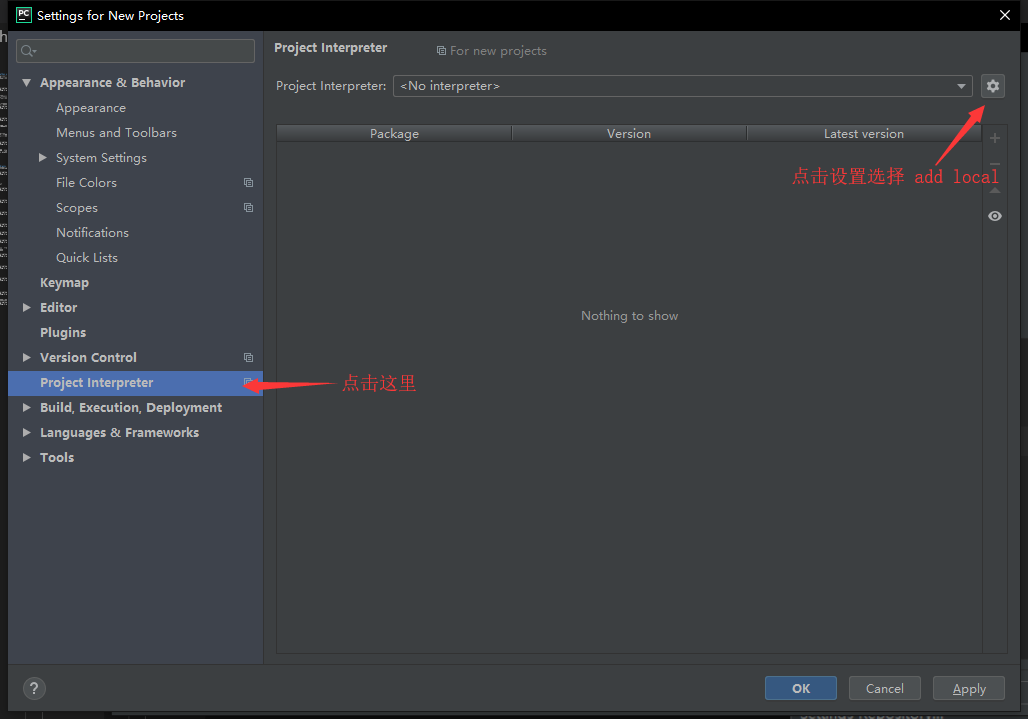 PC Settings for New Projects
Project Interpreter
For new projects
Appearance & Behavior
Project Interpreter: <No interpreter>
Appearance
Menus and Toolbars
Package Version Latest version
System Settings
点击设置选择 add local
File Colors
Scopes
Notifications
Quick Lists
Keymap
Editor
Nothing to show
Plugins
Version Control
Project Interpreter
点击这里
Build, Execution, Deployment
Languages & Frameworks
Tools
?
OK Cancel Apply